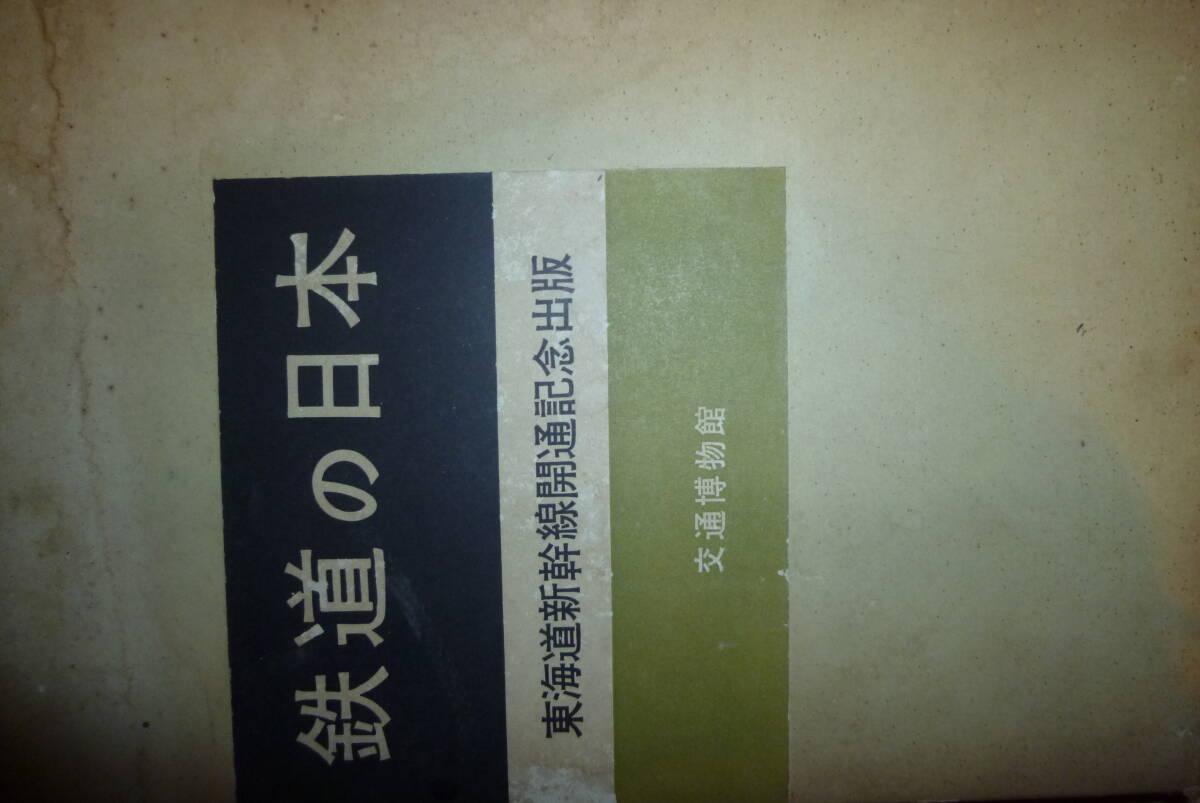 鉄道の日本
東海道新幹線開通記念出版
交通博物館